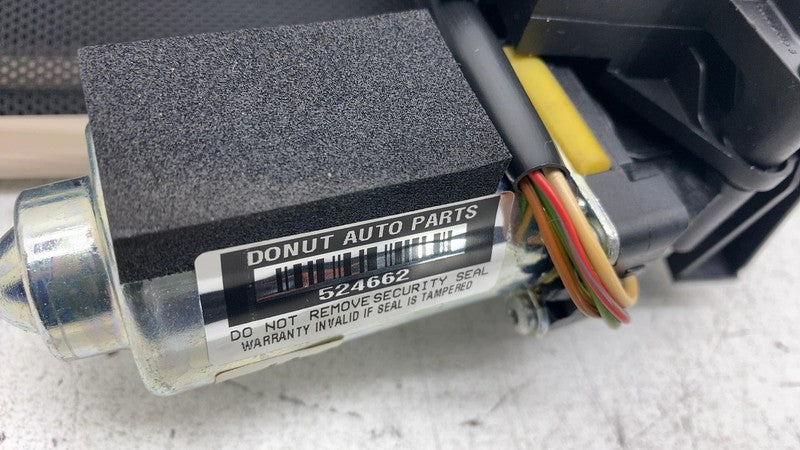 DONUT AUTO PARTS
524662
DO NOT REMOVE SECURITY SEAL
WARRANTY INVALID IF SEAL IS TAMPERED